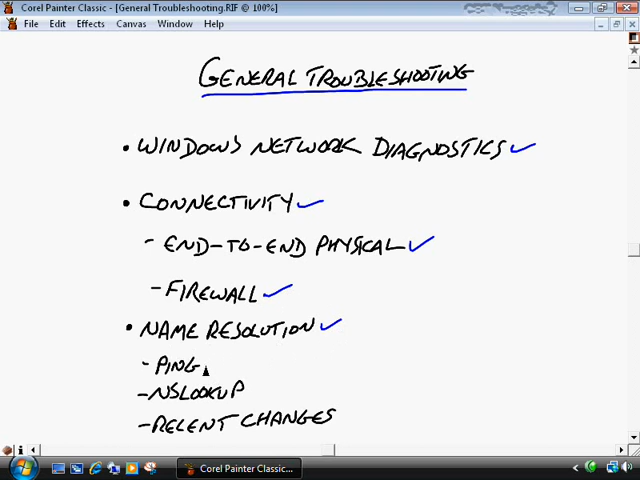 Corel Painter Classic - [General Troubleshooting.RIF @ 100%]
File Edit Effects Canvas Window Help
GENERAL TROUBLESHOOTING
• WINDOWS NETWORK DIAGNOSTICS ✓
• CONNECTIVITY ✓
- END-TO-END PHYSICAL ✓
- FIREWALL ✓
• NAME RESOLUTION ✓
- PING
- NSLOOKUP
- RECENT CHANGES
Corel Painter Classic...